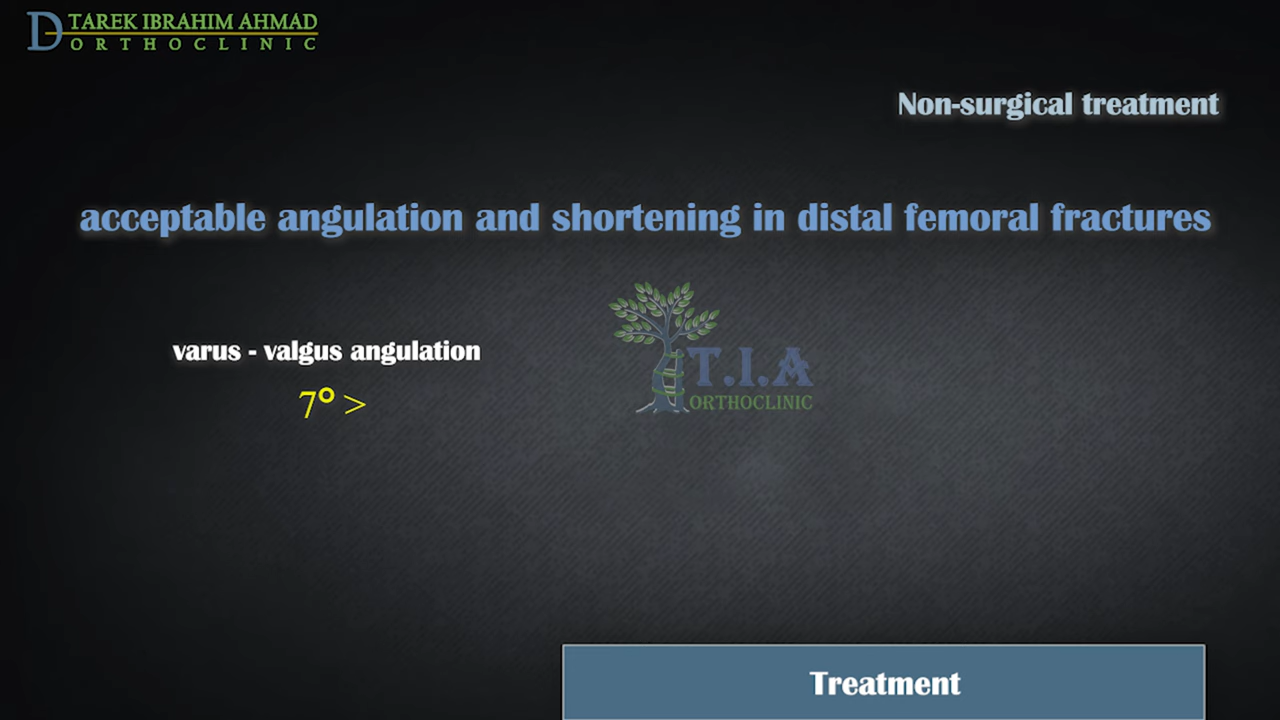 TAREK IBRAHIM AHMAD
ORTHOCLINIC
Non-surgical treatment
acceptable angulation and shortening in distal femoral fractures
varus - valgus angulation
7° >
T.I.A
ORTHOCLINIC
Treatment